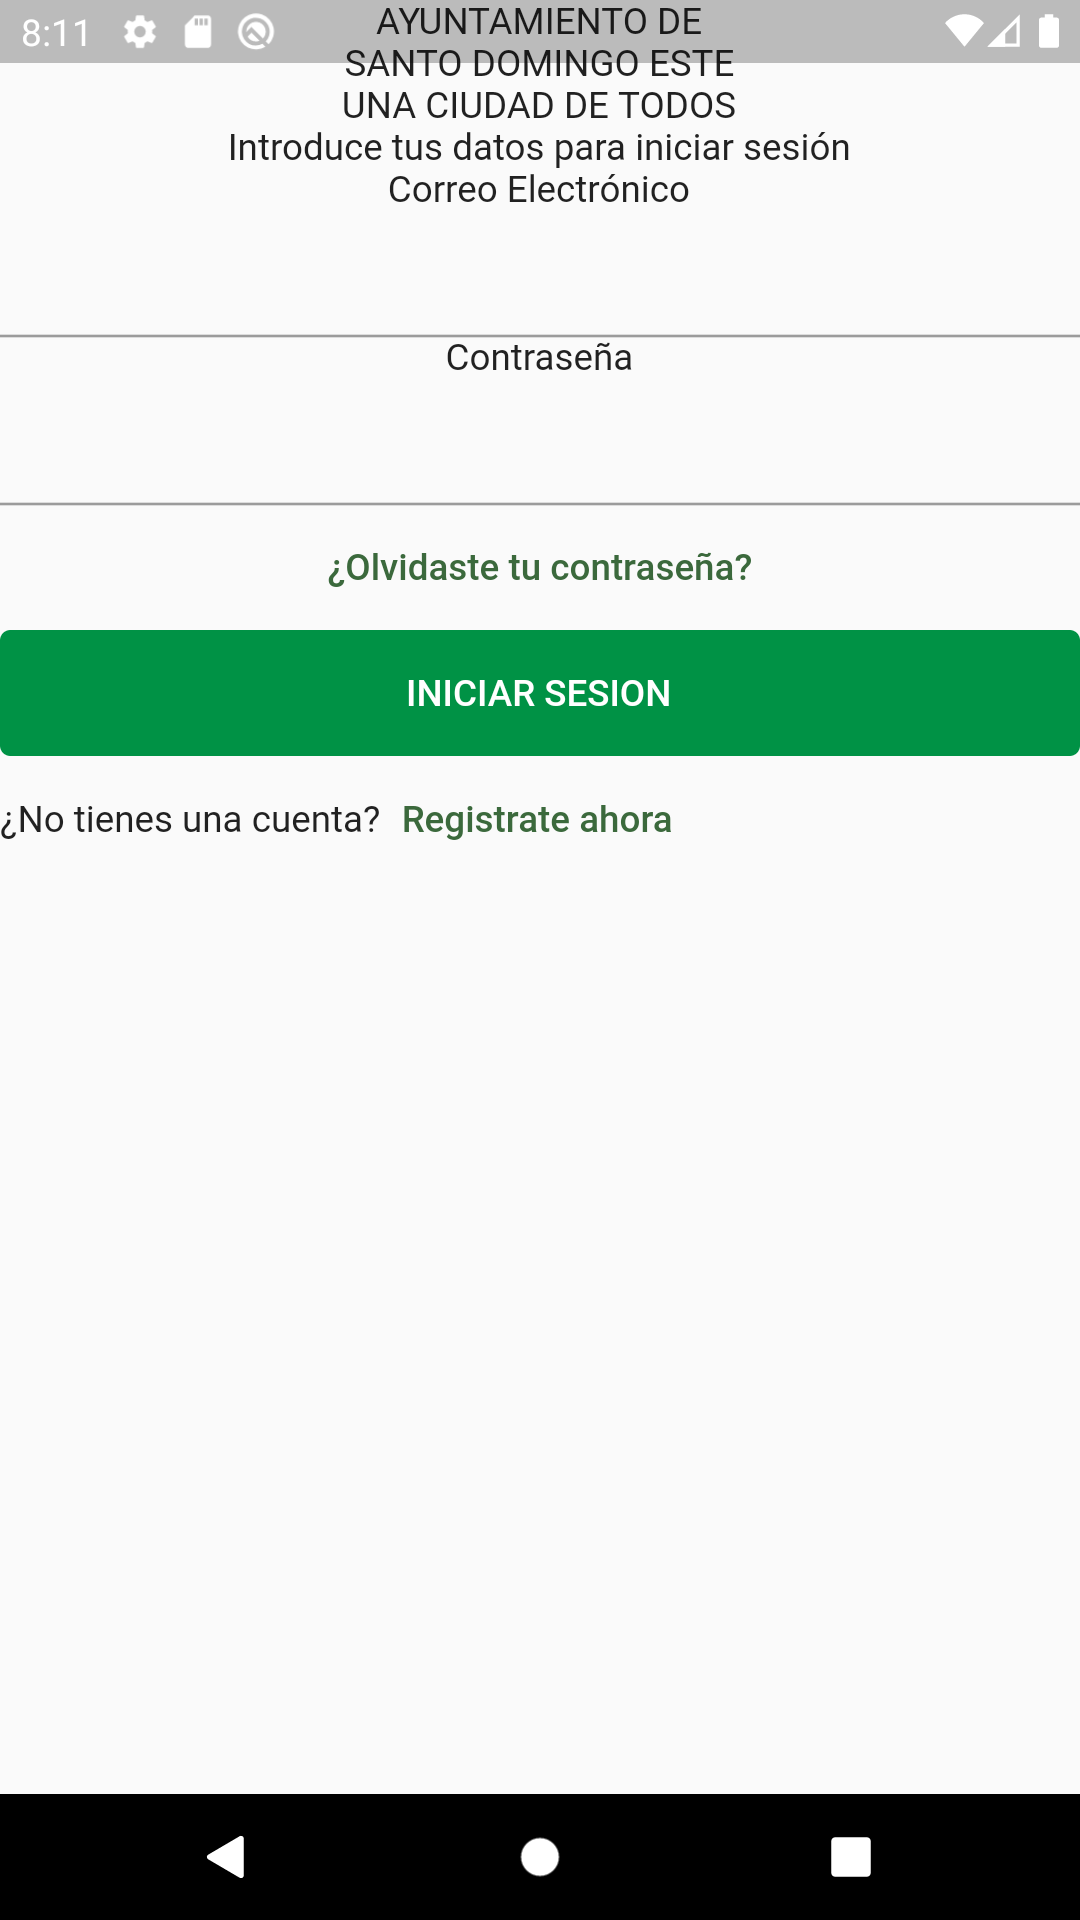 8:11
AYUNTAMIENTO DE
SANTO DOMINGO ESTE
UNA CIUDAD DE TODOS
Introduce tus datos para iniciar sesión
Correo Electrónico
Contraseña
¿Olvidaste tu contraseña?
INICIAR SESION
¿No tienes una cuenta? Registrate ahora